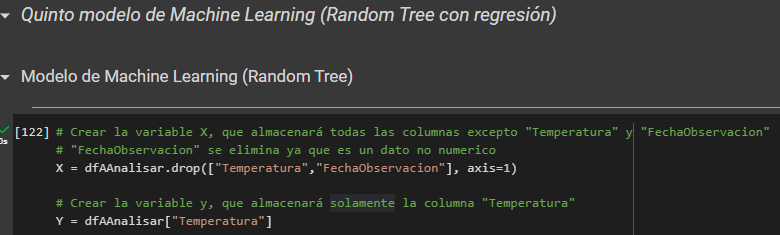 Quinto modelo de Machine Learning (Random Tree con regresión)
Modelo de Machine Learning (Random Tree)
[122] # Crear la variable X, que almacenará todas las columnas excepto "Temperatura" y "FechaObservacion"
0s # "FechaObservacion" se elimina ya que es un dato no numerico
X = dfAAnalisar.drop(["Temperatura","FechaObservacion"], axis=1)
# Crear la variable y, que almacenará solamente la columna "Temperatura"
Y = dfAAnalisar["Temperatura"]